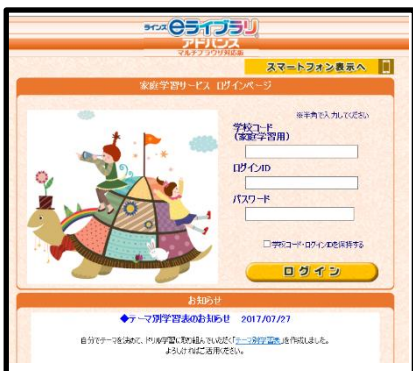 ラインズ eライブラリ
アドバンス
マルチブラウザ対応版
スマートフォン表示へ
家庭学習サービス ログインページ
※半角で入力してください
学校コード
(家庭学習用)
ログインID
パスワード
学校コード・ログインIDを保持する
ログイン
お知らせ
◆テーマ別学習表のお知らせ 2017/07/27
自分でテーマを決めて、ドリル学習に取り組んでいただく「テーマ別学習表」を作成しました。
よろしければご活用ください。